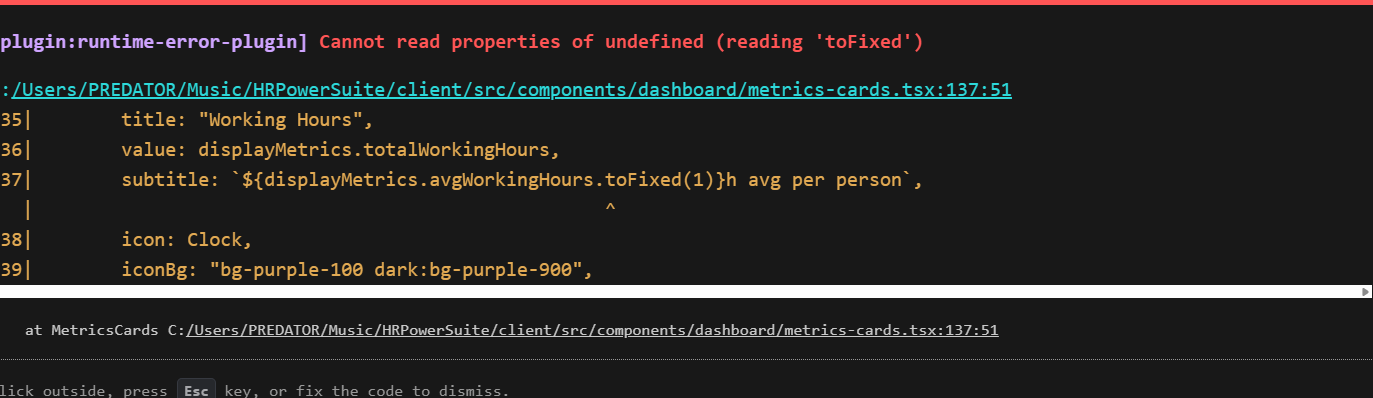 plugin:runtime-error-plugin] Cannot read properties of undefined (reading 'toFixed')
:/Users/PREDATOR/Music/HRPowerSuite/client/src/components/dashboard/metrics-cards.tsx:137:51
35|        title: "Working Hours",
36|        value: displayMetrics.totalWorkingHours,
37|        subtitle: `${displayMetrics.avgWorkingHours.toFixed(1)}h avg per person`,
|                                                    ^
38|        icon: Clock,
39|        iconBg: "bg-purple-100 dark:bg-purple-900",
at MetricsCards C:/Users/PREDATOR/Music/HRPowerSuite/client/src/components/dashboard/metrics-cards.tsx:137:51
lick outside, press Esc key, or fix the code to dismiss.